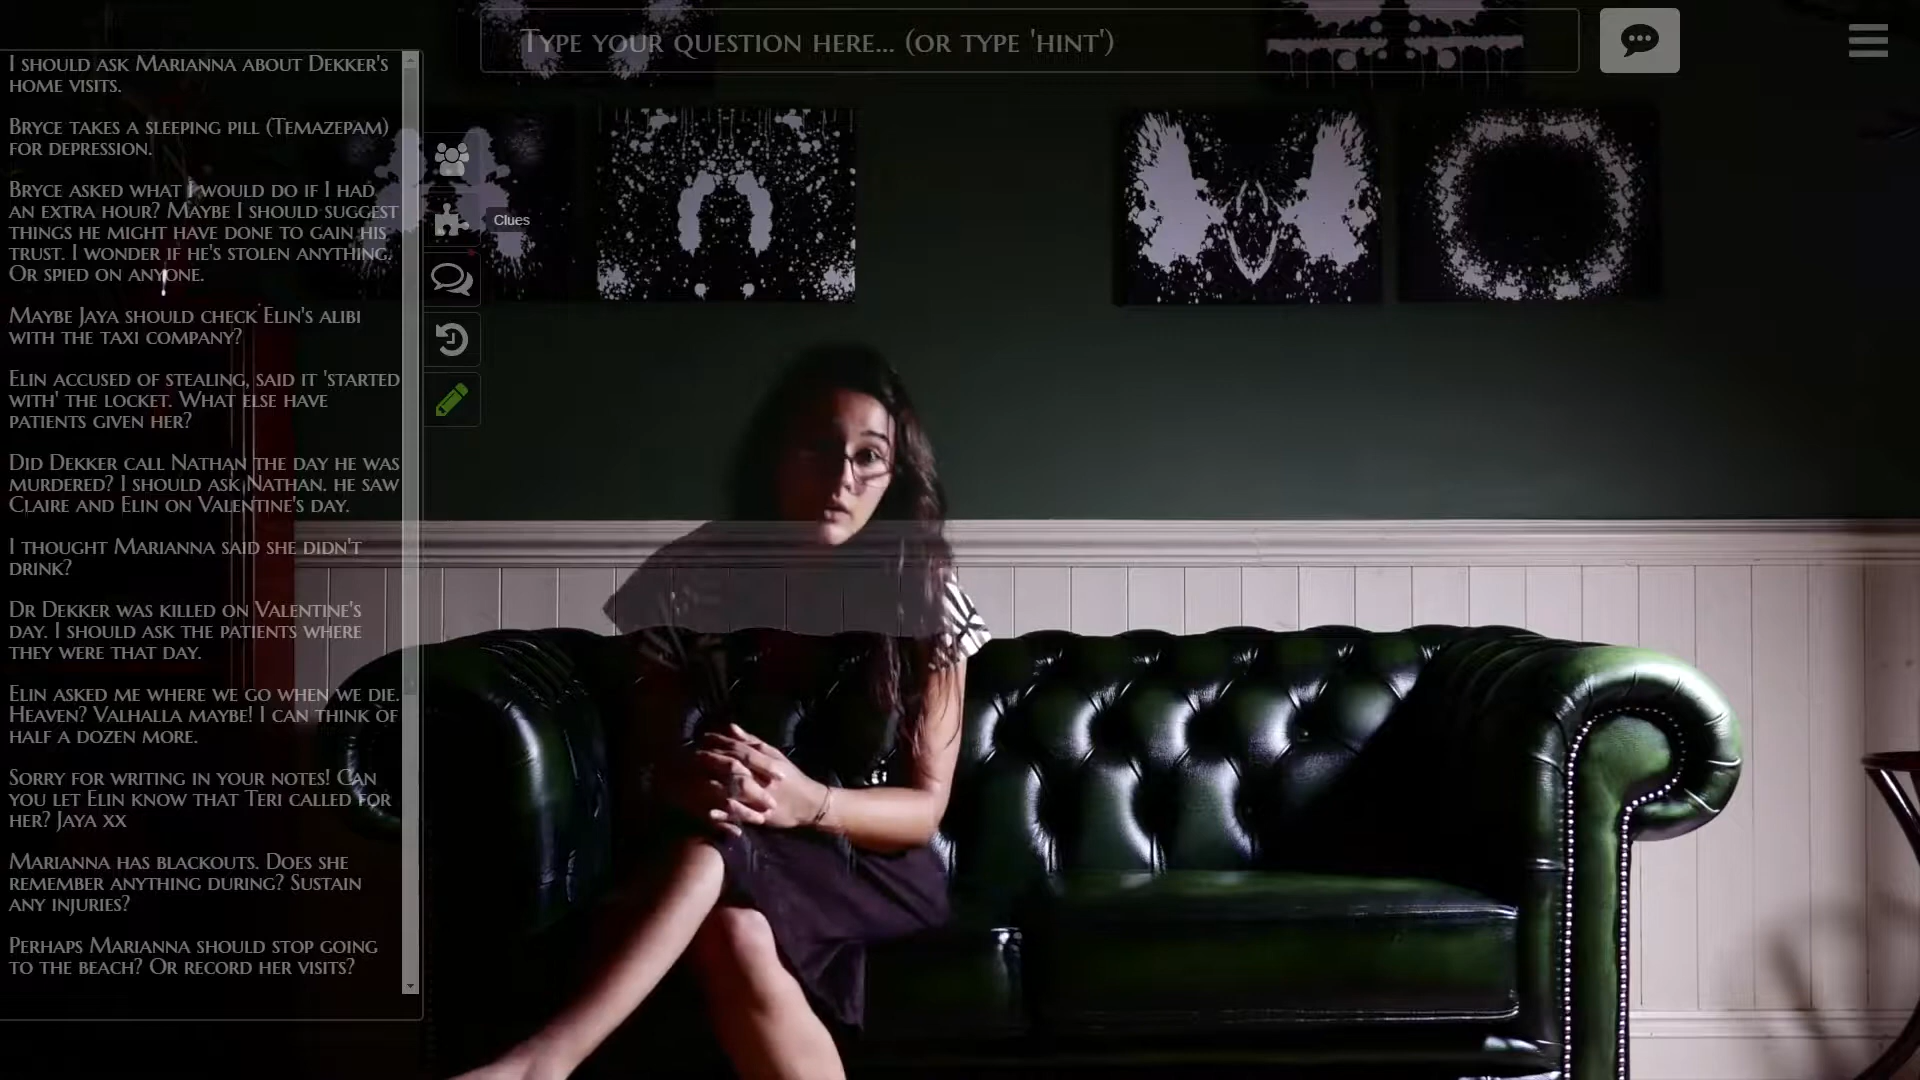 Type your question here... (or type 'hint')
I should ask Marianna about Dekker's
home visits.
Bryce takes a sleeping pill (Temazepam)
for depression.
Bryce asked what I would do if I had
an extra hour? Maybe I should suggest
things he might have done to gain his
trust. I wonder if he's stolen anything.
Or spied on anyone.
Maybe Jaya should check Elin's alibi
with the taxi company?
Elin accused of stealing, said it 'started
with' the locket. What else have
patients given her?
Did Dekker call Nathan the day he was
murdered? I should ask Nathan. he saw
Claire and Elin on Valentine's day.
I thought Marianna said she didn't
drink?
Dr Dekker was killed on Valentine's
day. I should ask the patients where
they were that day.
Elin asked me where we go when we die.
Heaven? Valhalla maybe! I can think of
half a dozen more.
Sorry for writing in your notes! Can
you let Elin know that Teri called for
her? Jaya xx
Marianna has blackouts. Does she
remember anything during? Sustain
any injuries?
Perhaps Marianna should stop going
to the beach? Or record her visits?
Clues